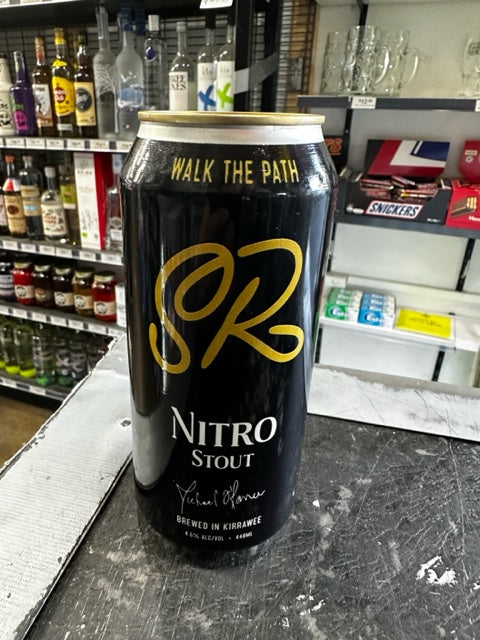 WALK THE PATH
SR
NITRO
STOUT
BREWED IN KIRRAWEE
4.6% ALC/VOL • 440ML
SNICKERS